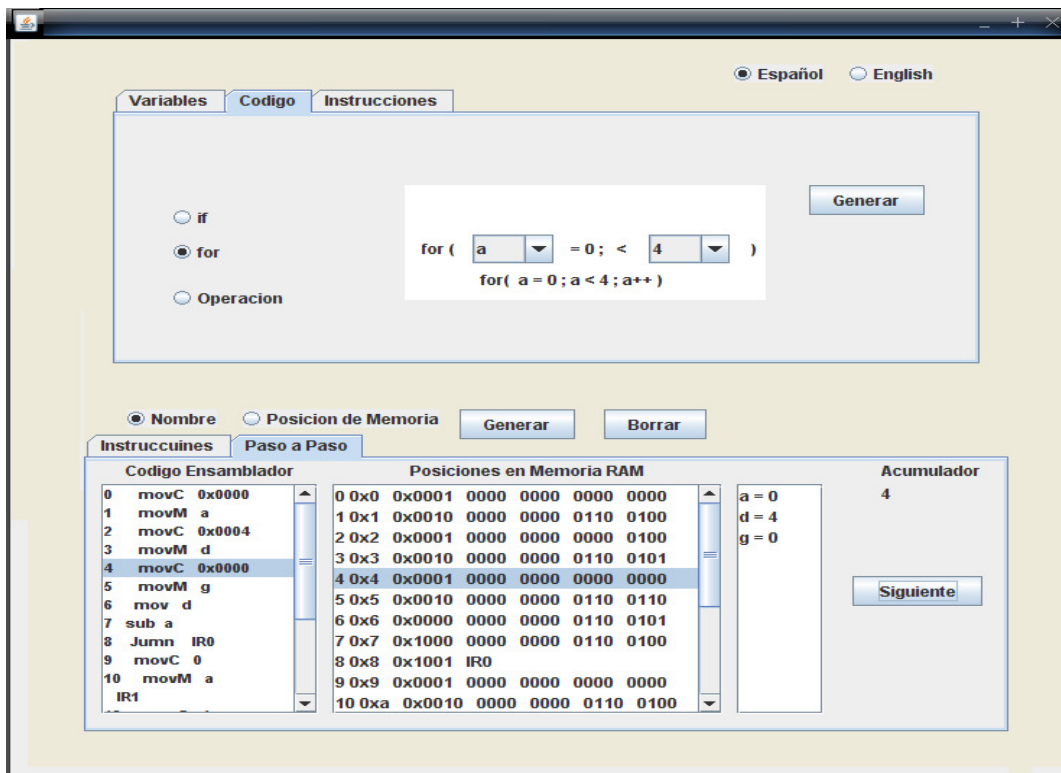 Español English
Variables Codigo Instrucciones
Generar
if
for ( a = 0 ; < 4 )
for
for( a = 0 ; a < 4 ; a++ )
Operacion
Nombre Posicion de Memoria Generar Borrar
Instruccuines Paso a Paso
Codigo Ensamblador Posiciones en Memoria RAM Acumulador
0 movC 0x0000
1 movM a
2 movC 0x0004
3 movM d
4 movC 0x0000
5 movM g
6 mov d
7 sub a
8 Jumn IR0
9 movC 0
10 movM a
IR1
0 0x0 0x0001 0000 0000 0000 0000
1 0x1 0x0010 0000 0000 0110 0100
2 0x2 0x0001 0000 0000 0000 0100
3 0x3 0x0010 0000 0000 0110 0101
4 0x4 0x0001 0000 0000 0000 0000
5 0x5 0x0010 0000 0000 0110 0110
6 0x6 0x0000 0000 0000 0110 0101
7 0x7 0x1000 0000 0000 0110 0100
8 0x8 0x1001 IR0
9 0x9 0x0001 0000 0000 0000 0000
10 0xa 0x0010 0000 0000 0110 0100
a = 0
d = 4
g = 0
4
Siguiente